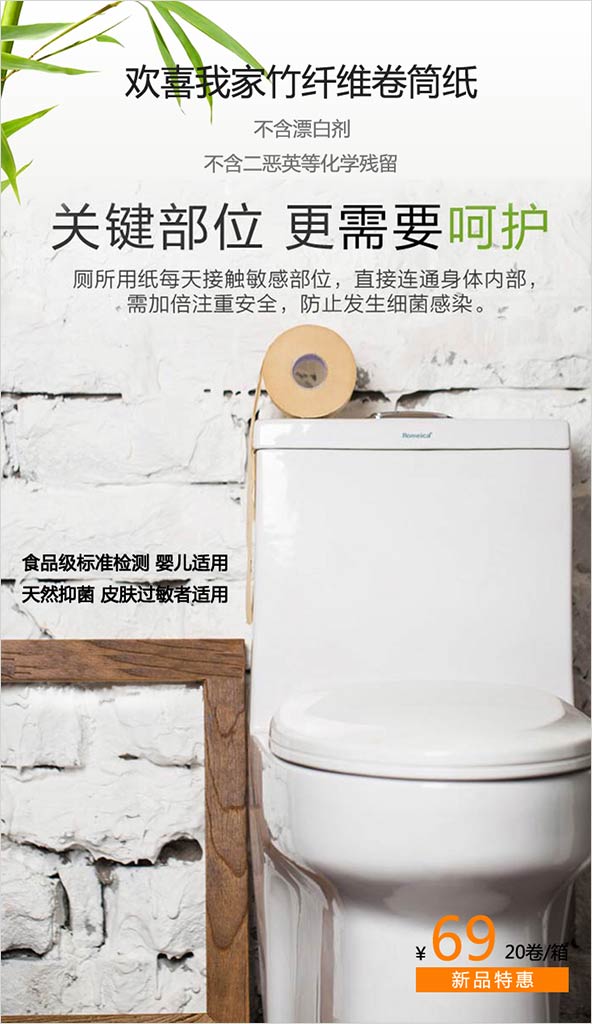 欢喜我家竹纤维卷筒纸
不含漂白剂
不含二恶英等化学残留
关键部位 更需要呵护
厕所用纸每天接触敏感部位，直接连通身体内部，
需加倍注重安全，防止发生细菌感染。
Homeica
食品级标准检测 婴儿适用
天然抑菌 皮肤过敏者适用
¥69 20卷/箱
新品特惠